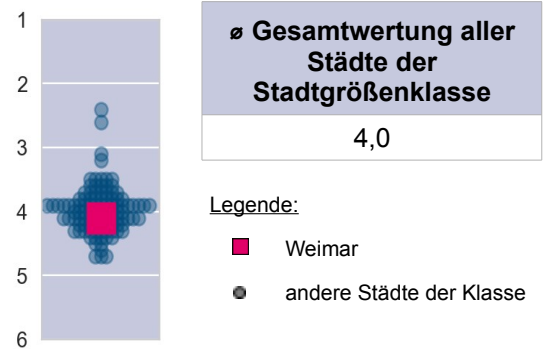 1
2
3
4
5
6
ø Gesamtwertung aller
Städte der
Stadtgrößenklasse
4,0
Legende:
Weimar
andere Städte der Klasse